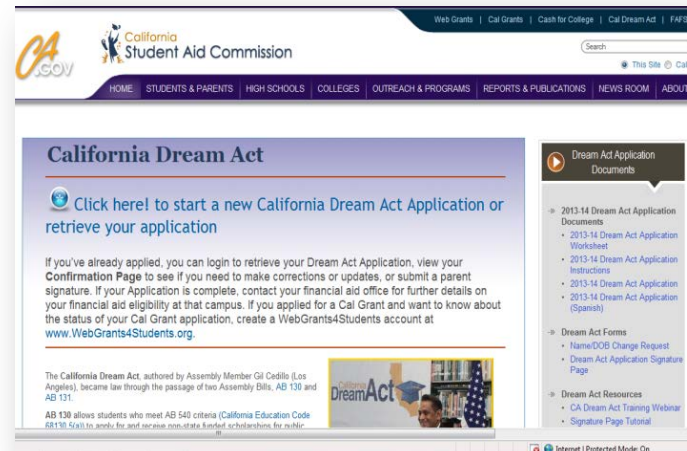 Web Grants | Cal Grants | Cash for College | Cal Dream Act | FAFS
CA
.GOV
California
Student Aid Commission
Search
This Site Cal
HOME STUDENTS & PARENTS HIGH SCHOOLS COLLEGES OUTREACH & PROGRAMS REPORTS & PUBLICATIONS NEWS ROOM ABOUT
California Dream Act
Click here! to start a new California Dream Act Application or
retrieve your application
If you've already applied, you can login to retrieve your Dream Act Application, view your
Confirmation Page to see if you need to make corrections or updates, or submit a parent
signature. If your Application is complete, contact your financial aid office for further details on
your financial aid eligibility at that campus. If you applied for a Cal Grant and want to know about
the status of your Cal Grant application, create a WebGrants4Students account at
www.WebGrants4Students.org.
The California Dream Act, authored by Assembly Member Gil Cedillo (Los
Angeles), became law through the passage of two Assembly Bills, AB 130 and
AB 131.
AB 130 allows students who meet AB 540 criteria (California Education Code
68130.5(a)) to apply for and receive non-state funded scholarships for public
California
DreamAct
Dream Act Application
Documents
2013-14 Dream Act Application
Documents
2013-14 Dream Act Application
Worksheet
2013-14 Dream Act Application
Instructions
2013-14 Dream Act Application
2013-14 Dream Act Application
(Spanish)
Dream Act Forms
Name/DOB Change Request
Dream Act Application Signature
Page
Dream Act Resources
CA Dream Act Training Webinar
Signature Page Tutorial
Internet | Protected Mode: On